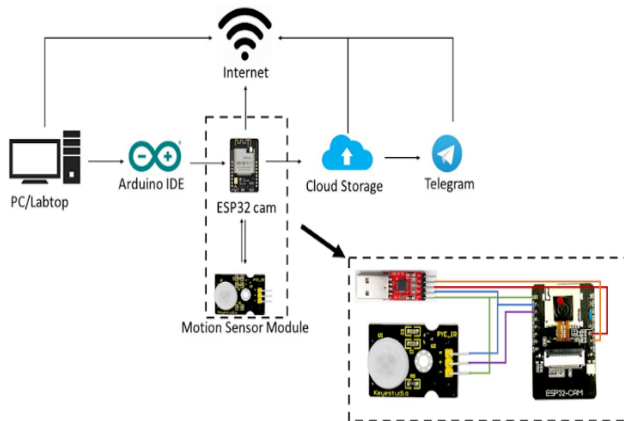 Internet
PC/Labtop
Arduino IDE
ESP32 cam
Cloud Storage
Telegram
Motion Sensor Module
PYE_IR
Keyestudio
ESP32-CAM